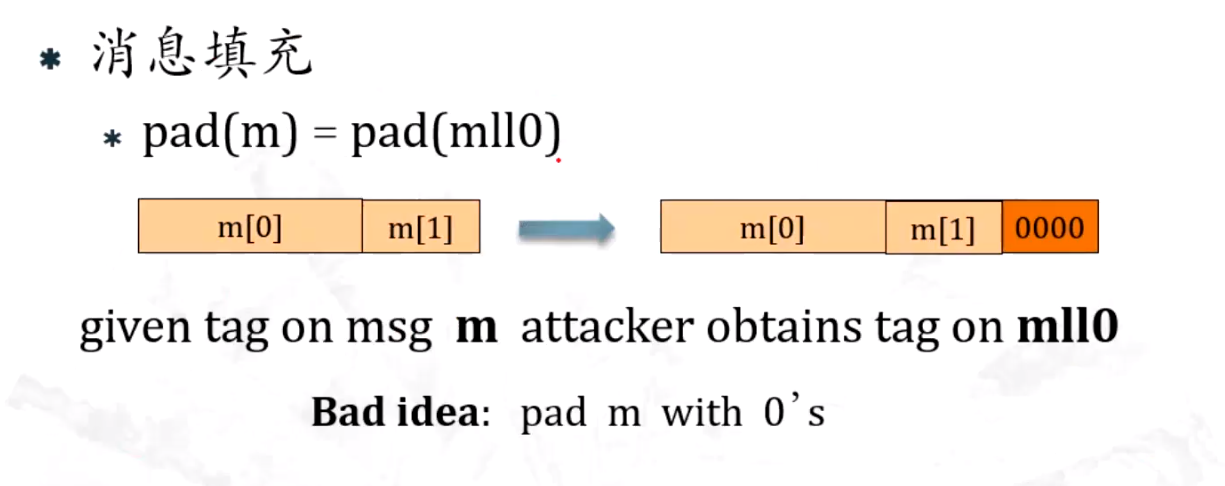 * 消息填充
* pad(m) = pad(mll0)
m[0] m[1] m[0] m[1] 0000
given tag on msg m attacker obtains tag on mll0
Bad idea: pad m with 0's